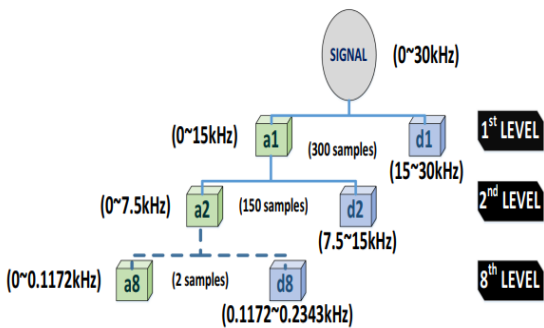 SIGNAL (0~30kHz)
(0~15kHz) a1 (300 samples) d1 1st LEVEL
(15~30kHz)
(0~7.5kHz) a2 (150 samples) d2 2nd LEVEL
(7.5~15kHz)
(0~0.1172kHz) a8 (2 samples) d8 8th LEVEL
(0.1172~0.2343kHz)